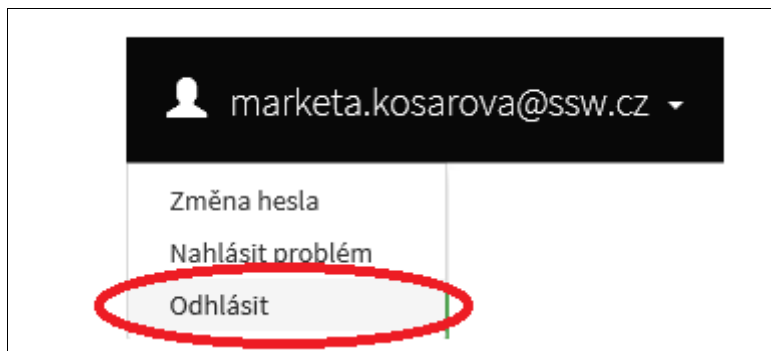 marketa.kosarova@ssw.cz
Změna hesla
Nahlásit problém
Odhlásit